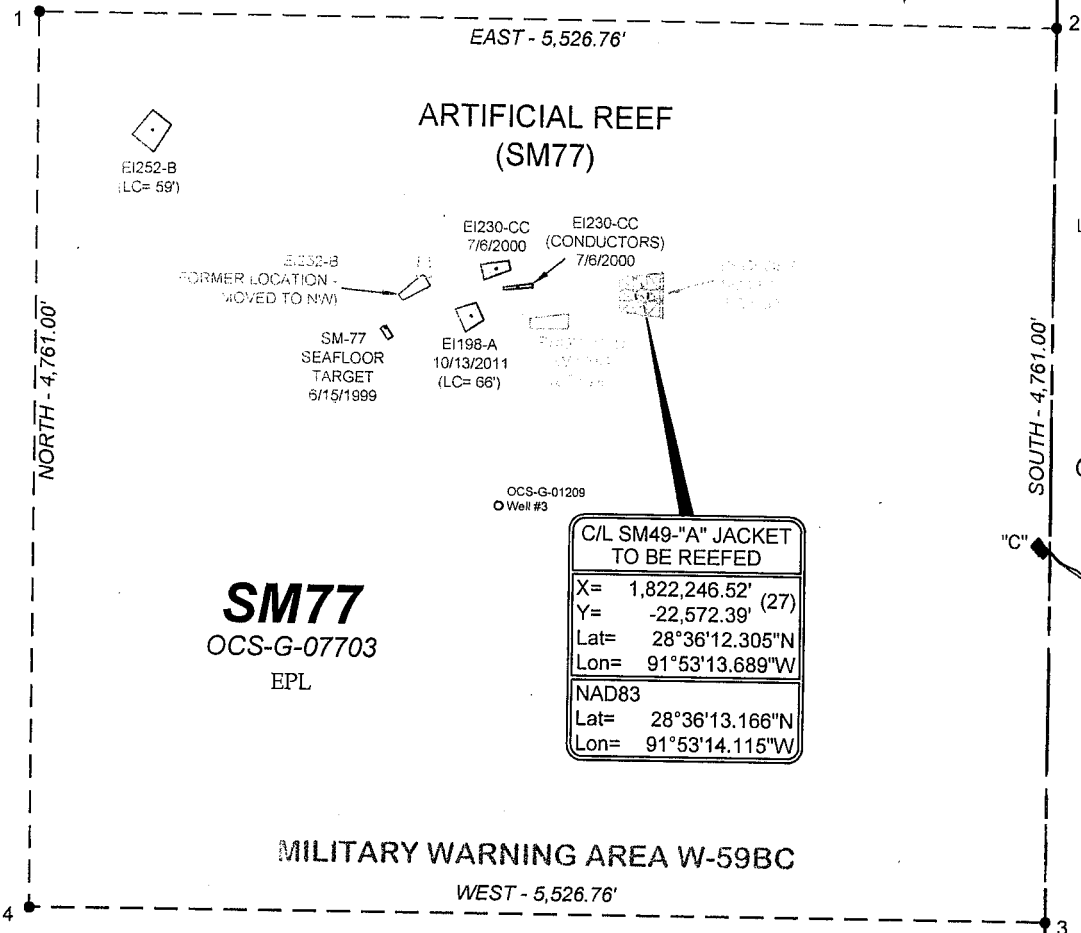 1
2
EAST - 5,526.76'
ARTIFICIAL REEF
(SM77)
EI252-B
(LC= 59')
EI230-CC
7/6/2000
EI230-CC
(CONDUCTORS)
7/6/2000
FORMER LOCATION -
MOVED TO NW)
SM-77
SEAFLOOR
TARGET
6/15/1999
EI198-A
10/13/2011
(LC= 66')
NORTH - 4,761.00'
SOUTH - 4,761.00'
OCS-G-01209
Well #3
"C"
C/L SM49-"A" JACKET
TO BE REEFED
X= 1,822,246.52' (27)
Y= -22,572.39'
Lat= 28°36'12.305"N
Lon= 91°53'13.689"W
NAD83
Lat= 28°36'13.166"N
Lon= 91°53'14.115"W
SM77
OCS-G-07703
EPL
MILITARY WARNING AREA W-59BC
WEST - 5,526.76'
4
3